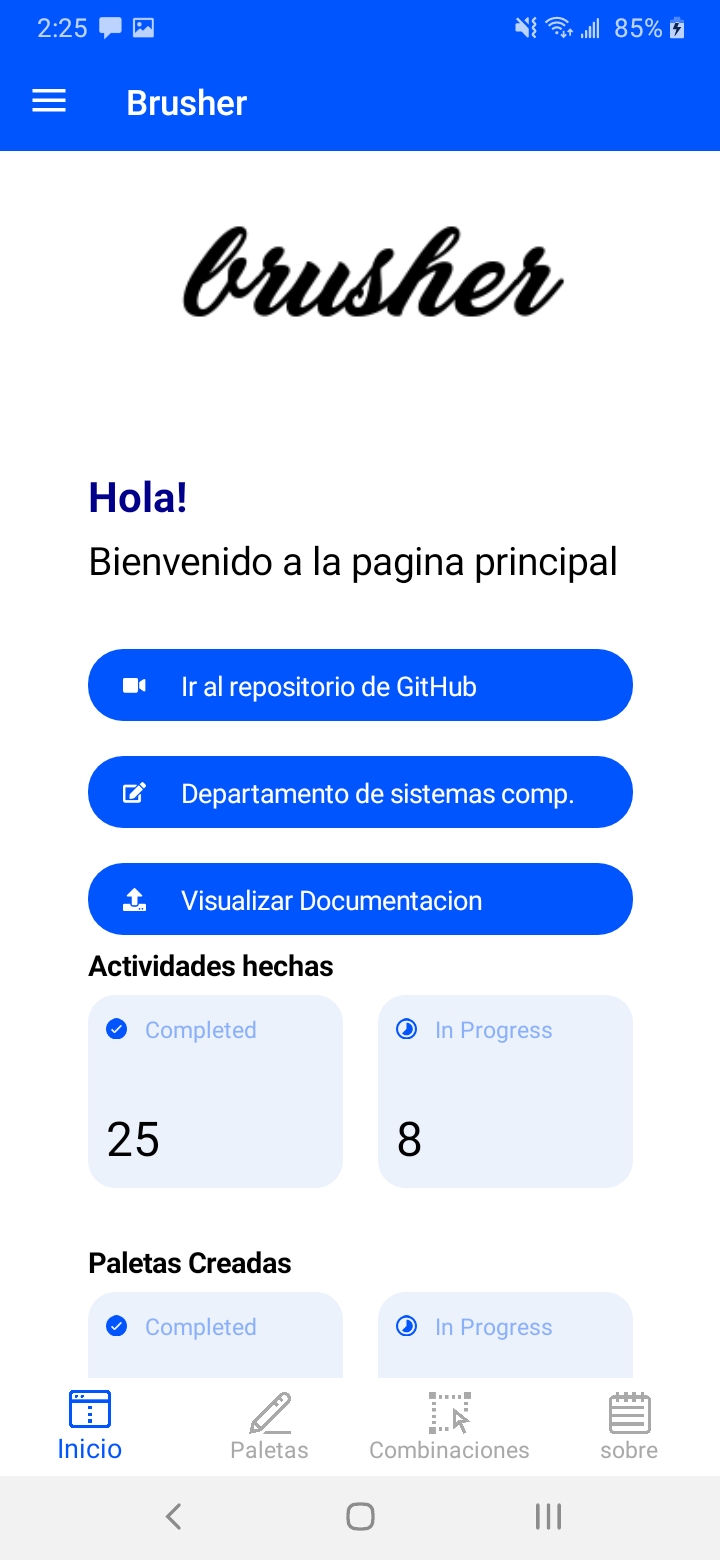 2:25
85%
Brusher
brusher
Hola!
Bienvenido a la pagina principal
Ir al repositorio de GitHub
Departamento de sistemas comp.
Visualizar Documentacion
Actividades hechas
Completed
In Progress
25
8
Paletas Creadas
Completed
In Progress
Inicio
Paletas
Combinaciones
sobre